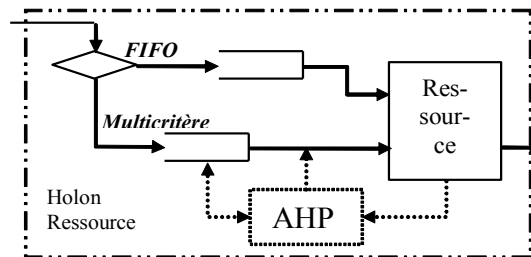 FIFO
Multicritère
Res-
sour-
ce
Holon
Ressource
AHP